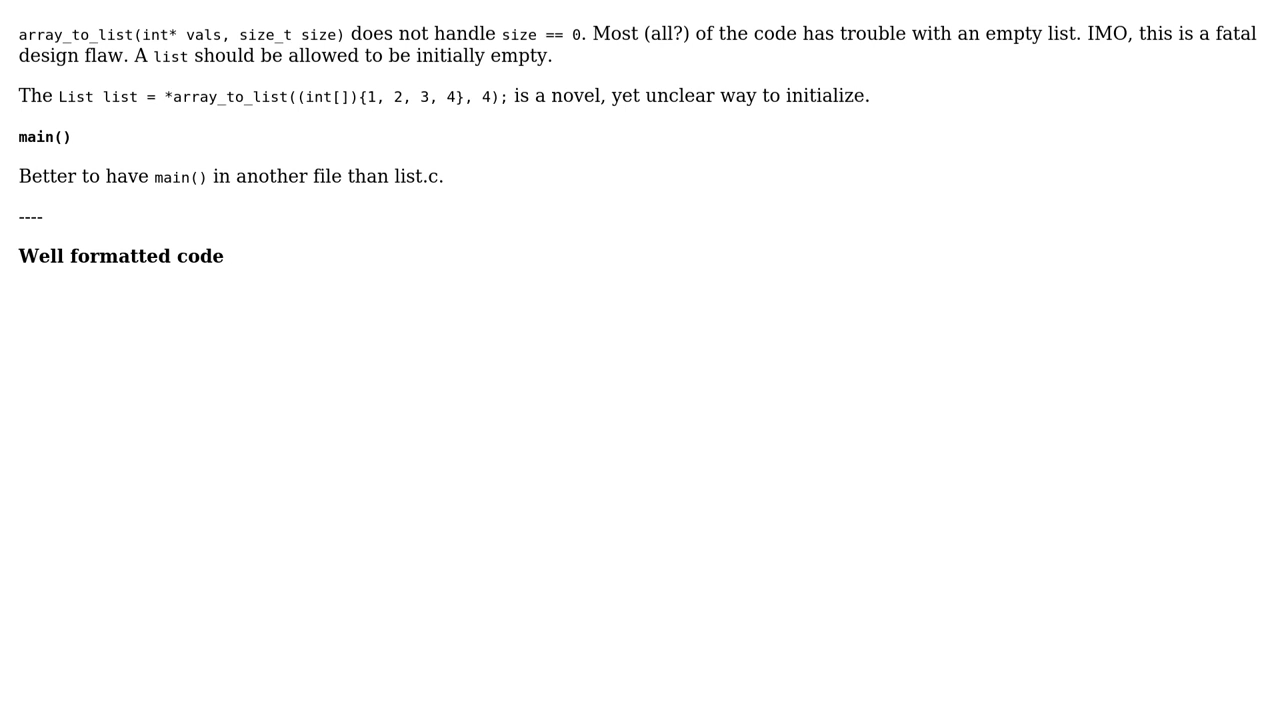 array_to_list(int* vals, size_t size) does not handle size == 0. Most (all?) of the code has trouble with an empty list. IMO, this is a fatal
design flaw. A list should be allowed to be initially empty.
The List list = *array_to_list((int[]){1, 2, 3, 4}, 4); is a novel, yet unclear way to initialize.
main()
Better to have main() in another file than list.c.
----
Well formatted code